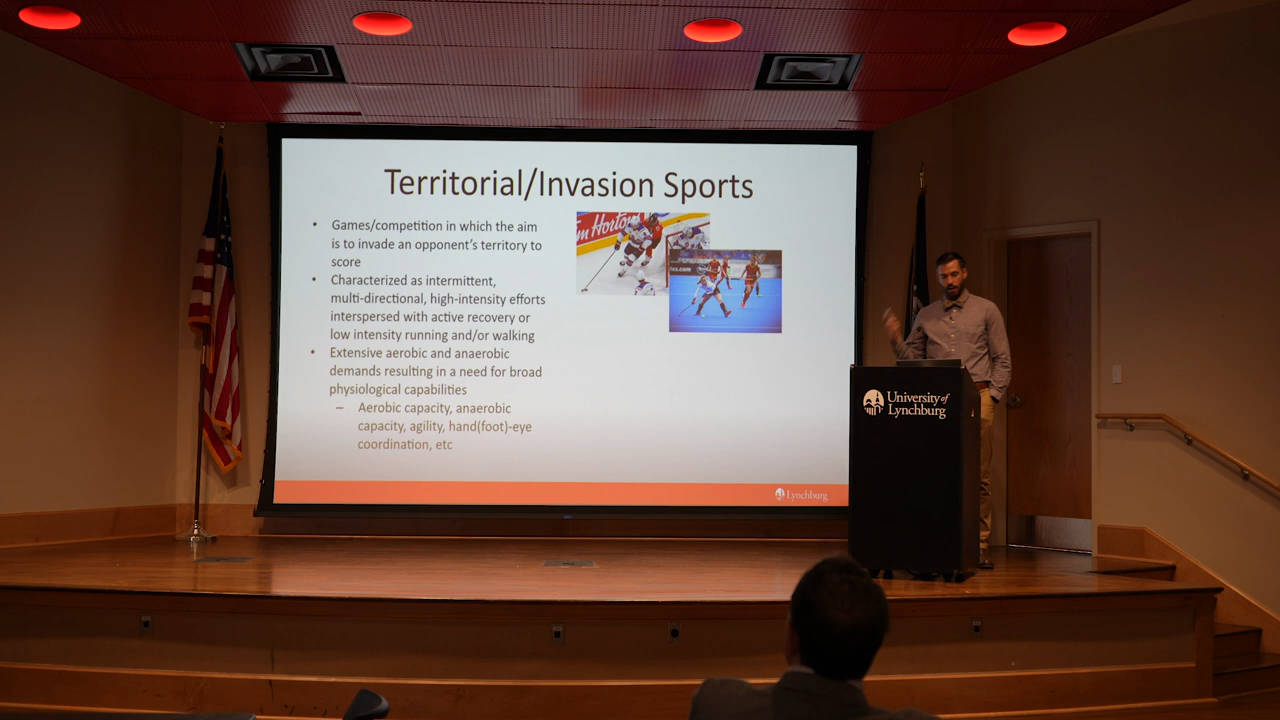 Territorial/Invasion Sports
• Games/competition in which the aim
is to invade an opponent's territory to
score
• Characterized as intermittent,
multi-directional, high-intensity efforts
interspersed with active recovery or
low intensity running and/or walking
• Extensive aerobic and anaerobic
demands resulting in a need for broad
physiological capabilities
– Aerobic capacity, anaerobic
capacity, agility, hand(foot)-eye
coordination, etc
Lynchburg
University of
Lynchburg